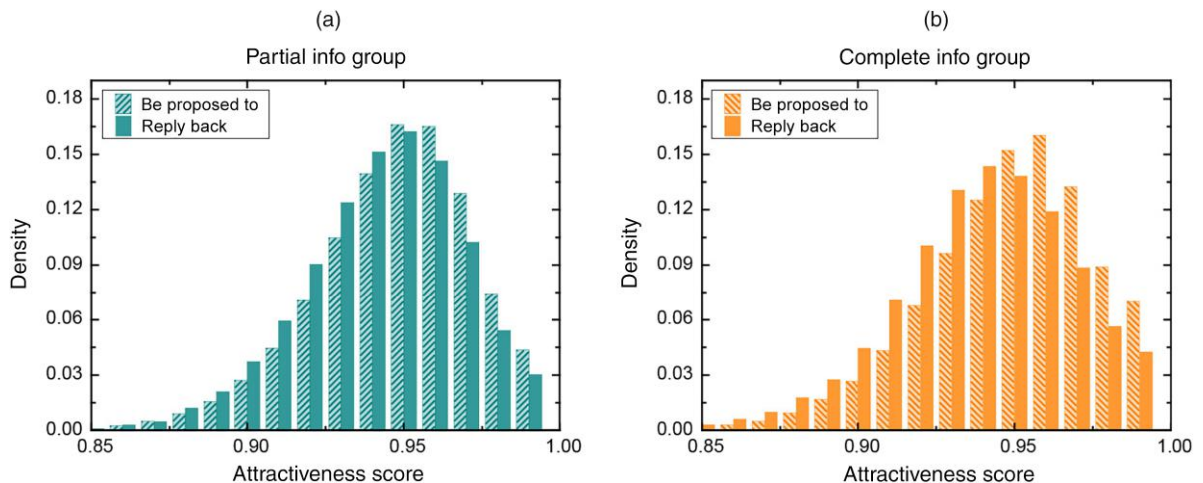 (a)
Partial info group
Be proposed to
Reply back
0.18
0.15
0.12
0.09
0.06
0.03
0.00
Density
0.85
0.90
0.95
1.00
Attractiveness score
(b)
Complete info group
Be proposed to
Reply back
0.18
0.15
0.12
0.09
0.06
0.03
0.00
Density
0.85
0.90
0.95
1.00
Attractiveness score